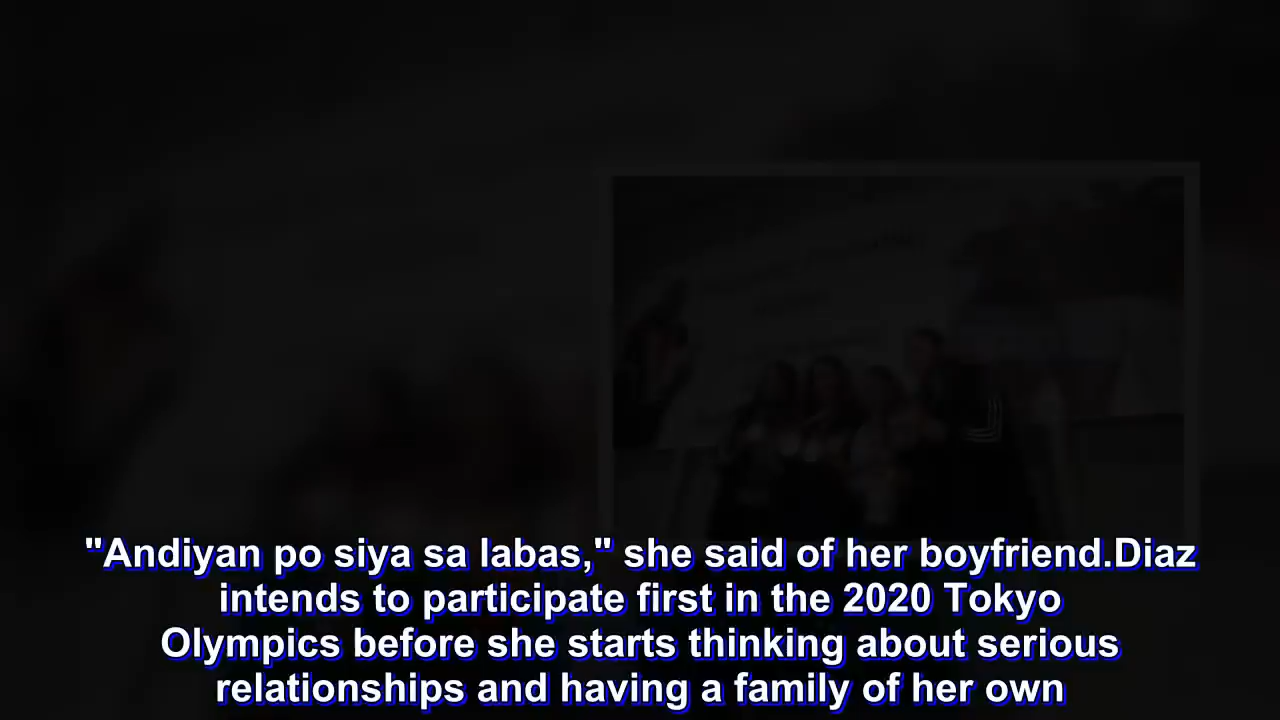 "Andiyan po siya sa labas," she said of her boyfriend.Diaz
intends to participate first in the 2020 Tokyo
Olympics before she starts thinking about serious
relationships and having a family of her own